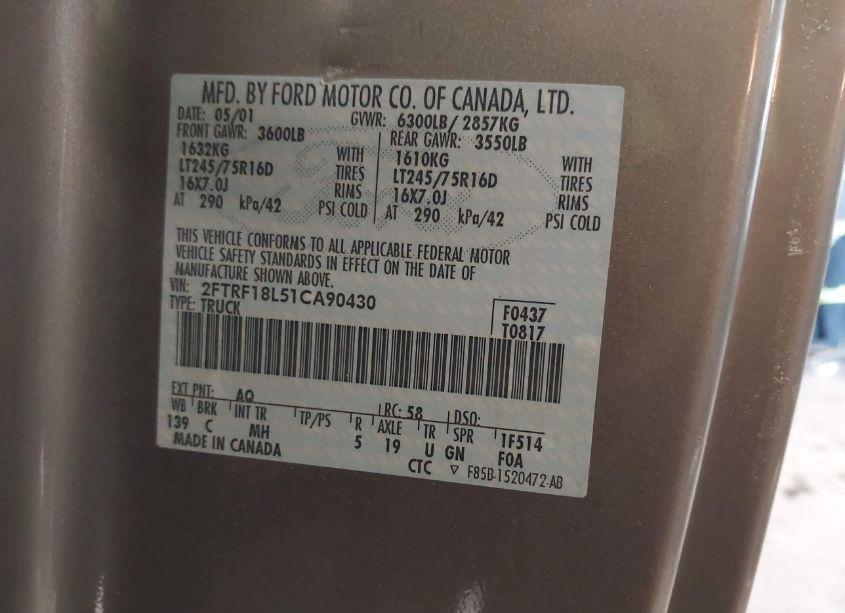 MFD. BY FORD MOTOR CO. OF CANADA, LTD.
DATE: 05/01 GVWR: 6300LB/ 2857KG
FRONT GAWR: 3600LB REAR GAWR: 3550LB
1632KG WITH 1610KG WITH
LT245/75R16D TIRES LT245/75R16D TIRES
16X7.0J RIMS 16X7.0J RIMS
AT 290 kPa/42 PSI COLD AT 290 kPa/42 PSI COLD
THIS VEHICLE CONFORMS TO ALL APPLICABLE FEDERAL MOTOR
VEHICLE SAFETY STANDARDS IN EFFECT ON THE DATE OF
MANUFACTURE SHOWN ABOVE.
VIN: 2FTRF18L51CA90430
TYPE: TRUCK
F0437
T0817
EXT PNT: AQ RC: 58 DSO:
WB BRK INT TR TP/PS R AXLE TR SPR 1F514
139 C MH 5 19 U GN FOA
MADE IN CANADA CTC ▽ F85B-1520472-AB